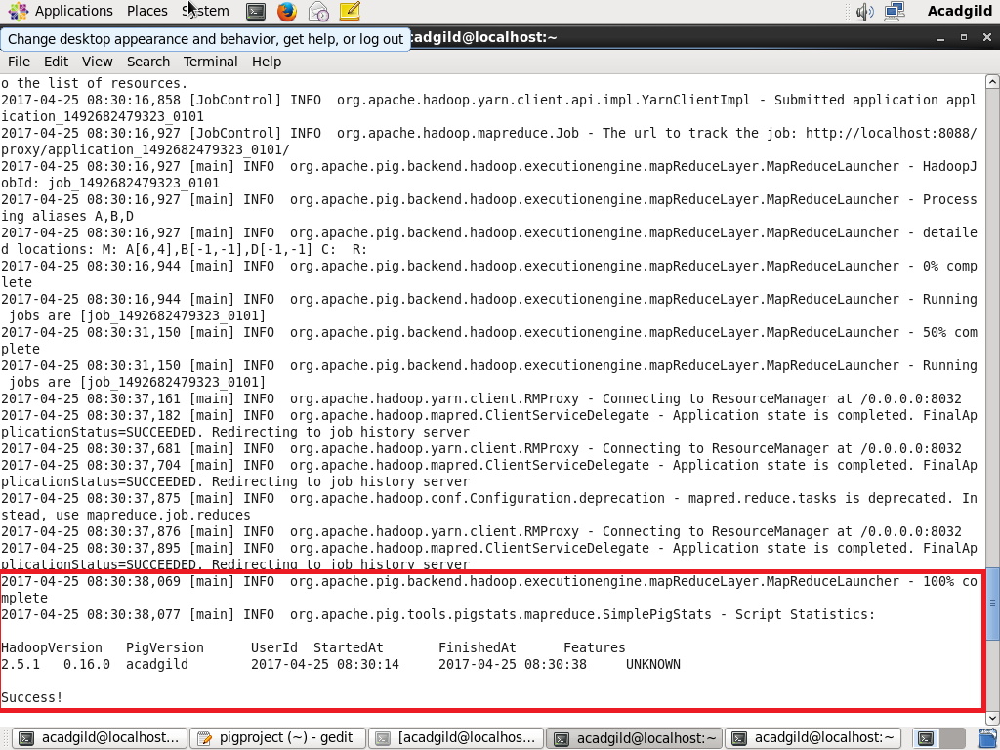 Applications Places System Acadgild
Change desktop appearance and behavior, get help, or log out
acadgild@localhost:~
File Edit View Search Terminal Help
o the list of resources.
2017-04-25 08:30:16,858 [JobControl] INFO  org.apache.hadoop.yarn.client.api.impl.YarnClientImpl - Submitted application appl
ication_1492682479323_0101
2017-04-25 08:30:16,927 [JobControl] INFO  org.apache.hadoop.mapreduce.Job - The url to track the job: http://localhost:8088/
proxy/application_1492682479323_0101/
2017-04-25 08:30:16,927 [main] INFO  org.apache.pig.backend.hadoop.executionengine.mapReduceLayer.MapReduceLauncher - HadoopJ
obId: job_1492682479323_0101
2017-04-25 08:30:16,927 [main] INFO  org.apache.pig.backend.hadoop.executionengine.mapReduceLayer.MapReduceLauncher - Process
ing aliases A,B,D
2017-04-25 08:30:16,927 [main] INFO  org.apache.pig.backend.hadoop.executionengine.mapReduceLayer.MapReduceLauncher - detaile
d locations: M: A[6,4],B[-1,-1],D[-1,-1] C:  R:
2017-04-25 08:30:16,944 [main] INFO  org.apache.pig.backend.hadoop.executionengine.mapReduceLayer.MapReduceLauncher - 0% comp
lete
2017-04-25 08:30:16,944 [main] INFO  org.apache.pig.backend.hadoop.executionengine.mapReduceLayer.MapReduceLauncher - Running
 jobs are [job_1492682479323_0101]
2017-04-25 08:30:31,150 [main] INFO  org.apache.pig.backend.hadoop.executionengine.mapReduceLayer.MapReduceLauncher - 50% com
plete
2017-04-25 08:30:31,150 [main] INFO  org.apache.pig.backend.hadoop.executionengine.mapReduceLayer.MapReduceLauncher - Running
 jobs are [job_1492682479323_0101]
2017-04-25 08:30:37,161 [main] INFO  org.apache.hadoop.yarn.client.RMProxy - Connecting to ResourceManager at /0.0.0.0:8032
2017-04-25 08:30:37,182 [main] INFO  org.apache.hadoop.mapred.ClientServiceDelegate - Application state is completed. FinalAp
plicationStatus=SUCCEEDED. Redirecting to job history server
2017-04-25 08:30:37,681 [main] INFO  org.apache.hadoop.yarn.client.RMProxy - Connecting to ResourceManager at /0.0.0.0:8032
2017-04-25 08:30:37,704 [main] INFO  org.apache.hadoop.mapred.ClientServiceDelegate - Application state is completed. FinalAp
plicationStatus=SUCCEEDED. Redirecting to job history server
2017-04-25 08:30:37,875 [main] INFO  org.apache.hadoop.conf.Configuration.deprecation - mapred.reduce.tasks is deprecated. In
stead, use mapreduce.job.reduces
2017-04-25 08:30:37,876 [main] INFO  org.apache.hadoop.yarn.client.RMProxy - Connecting to ResourceManager at /0.0.0.0:8032
2017-04-25 08:30:37,895 [main] INFO  org.apache.hadoop.mapred.ClientServiceDelegate - Application state is completed. FinalAp
plicationStatus=SUCCEEDED. Redirecting to job history server
2017-04-25 08:30:38,069 [main] INFO  org.apache.pig.backend.hadoop.executionengine.mapReduceLayer.MapReduceLauncher - 100% co
mplete
2017-04-25 08:30:38,077 [main] INFO  org.apache.pig.tools.pigstats.mapreduce.SimplePigStats - Script Statistics:
HadoopVersion   PigVersion      UserId  StartedAt       FinishedAt      Features
2.5.1   0.16.0  acadgild        2017-04-25 08:30:14     2017-04-25 08:30:38     UNKNOWN
Success!
acadgild@localhost... pigproject (~) - gedit [acadgild@localhos... acadgild@localhost:~ acadgild@localhost:~